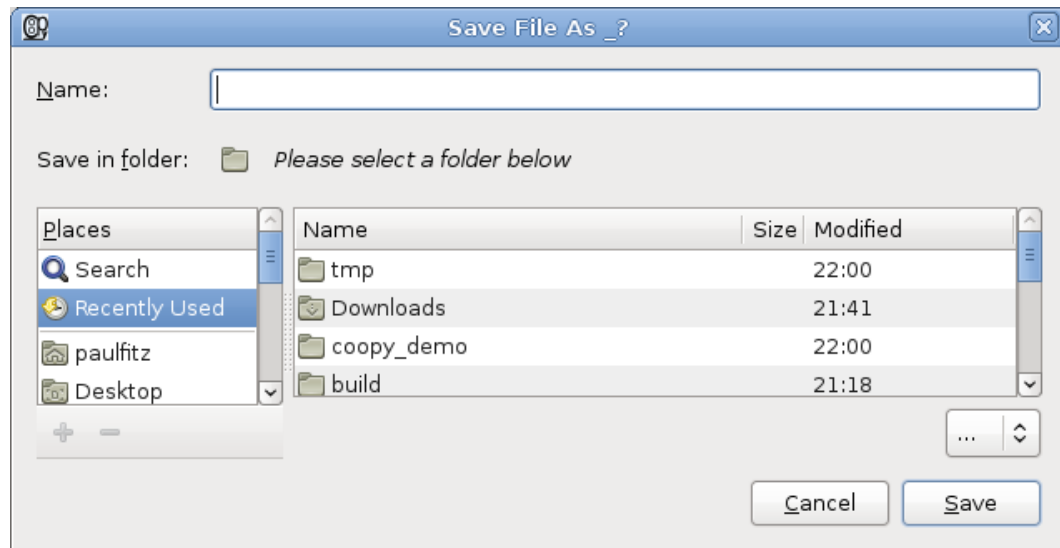 Save File As _?
Name:
Save in folder: Please select a folder below
Places Name Size Modified
Search tmp 22:00
Recently Used Downloads 21:41
paulfitz coopy_demo 22:00
Desktop build 21:18
...
Cancel Save